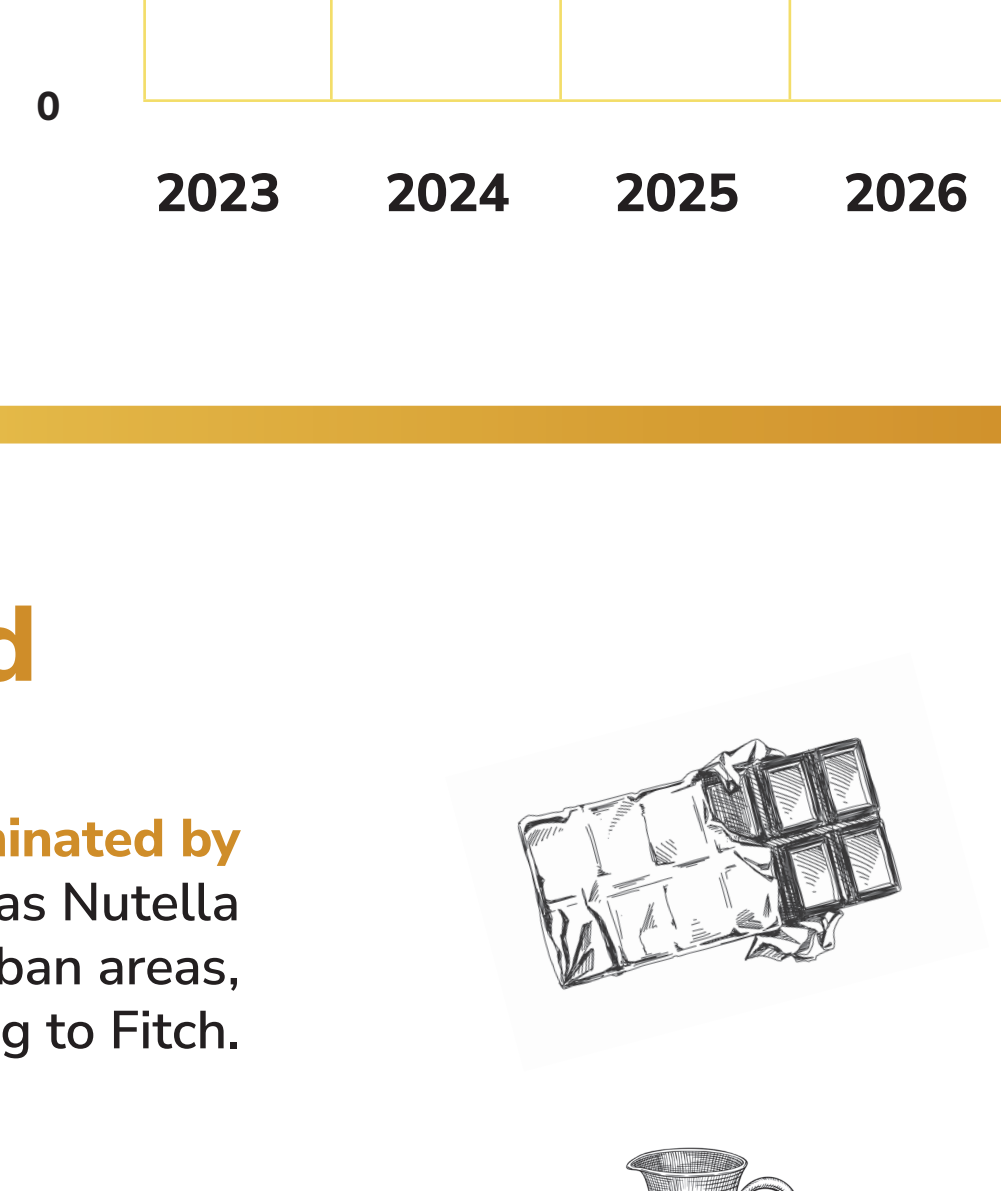 0
2023 2024 2025 2026
d
inated by
as Nutella
ban areas,
g to Fitch.